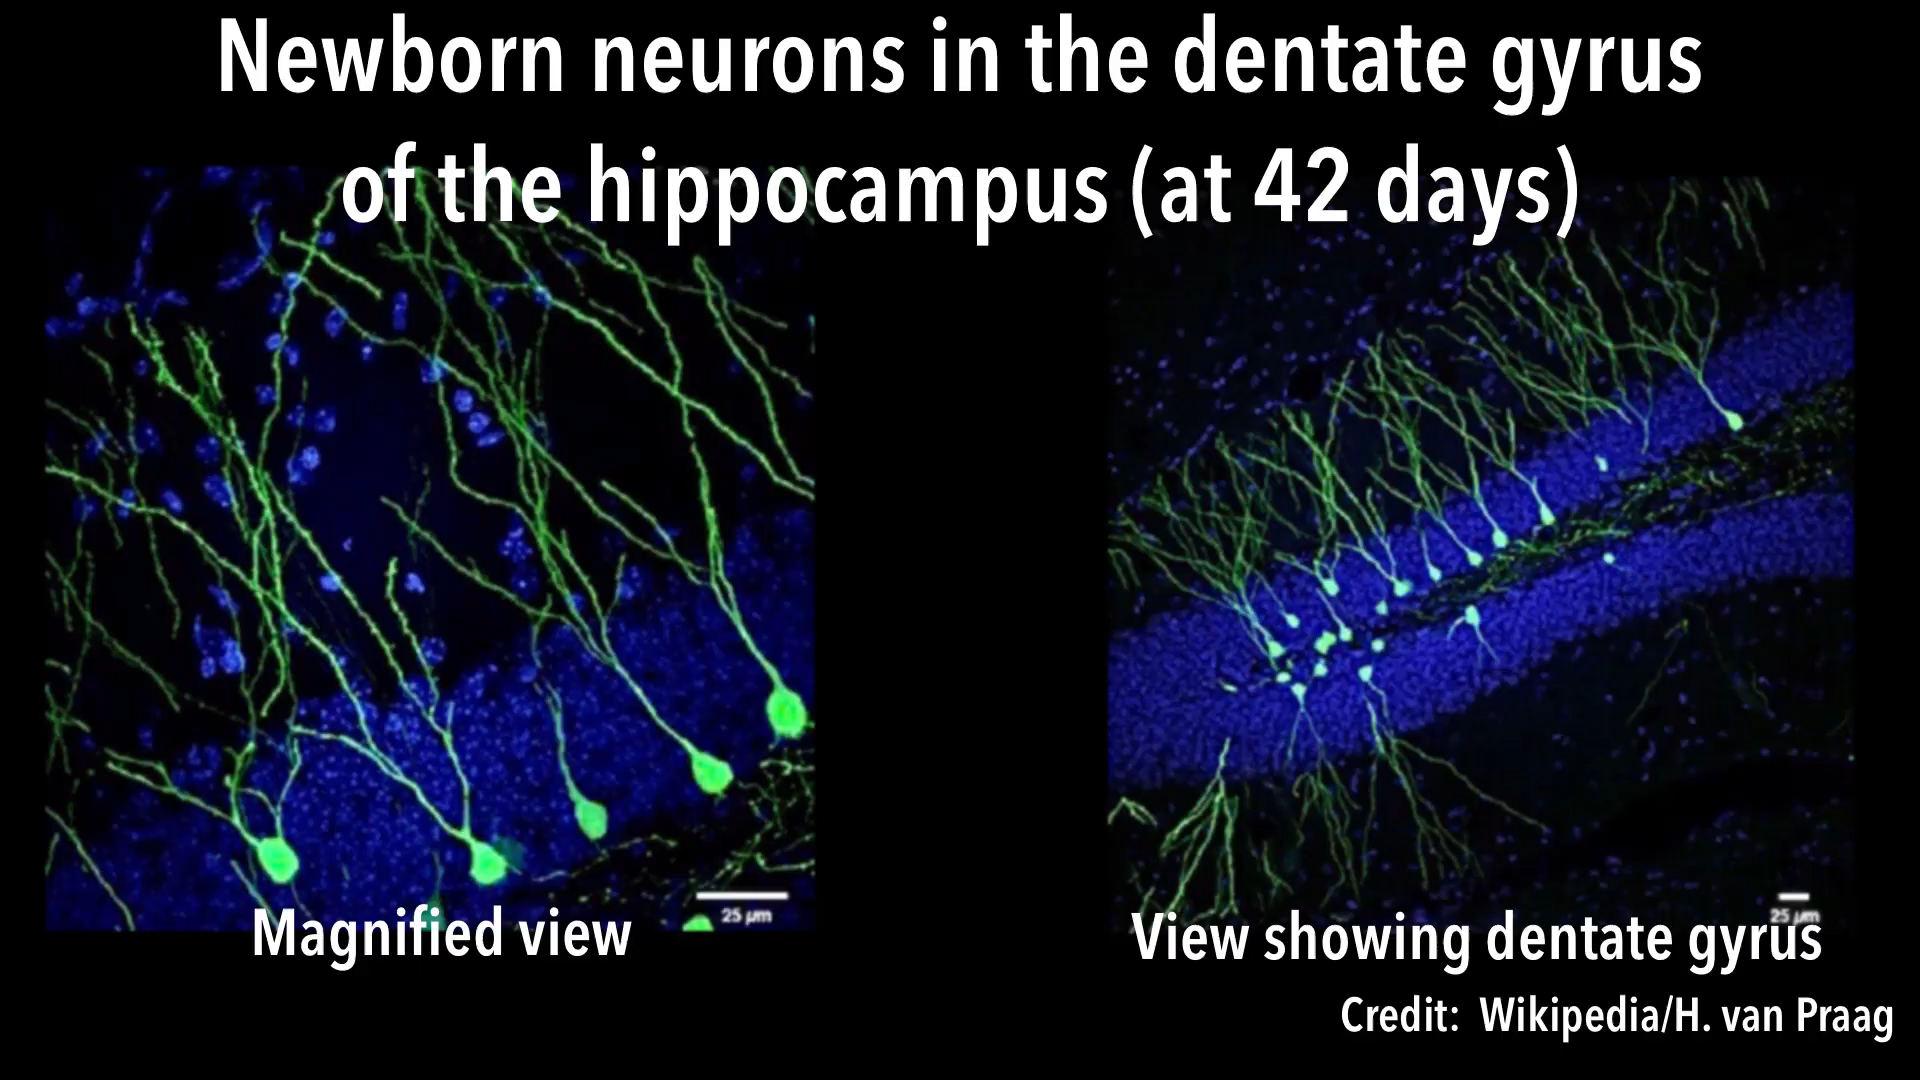 Newborn neurons in the dentate gyrus
of the hippocampus (at 42 days)
25 µm
Magnified view
25 µm
View showing dentate gyrus
Credit: Wikipedia/H. van Praag